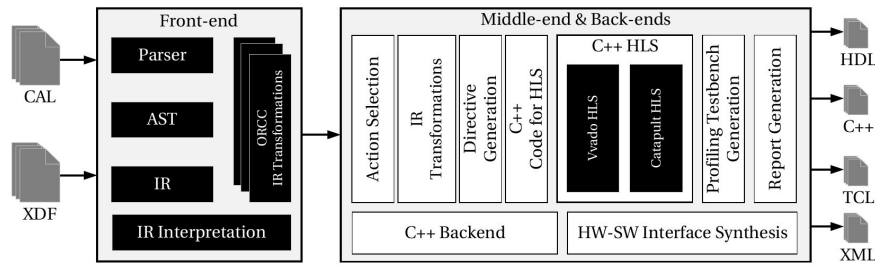 Front-end
Middle-end & Back-ends
CAL
XDF
Parser
AST
IR
ORCC
IR Transformations
IR Interpretation
Action Selection
IR
Transformations
Directive
Generation
C++
Code for HLS
C++ HLS
Vvado HLS
Catapult HLS
Profiling Testbench
Generation
Report Generation
C++ Backend
HW-SW Interface Synthesis
HDL
C++
TCL
XML